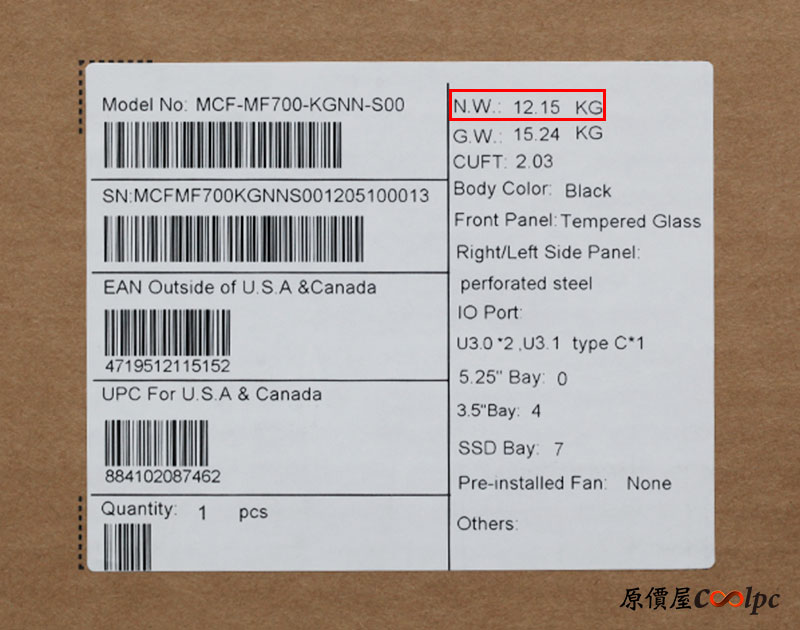 Model No: MCF-MF700-KGNN-S00
SN:MCFMF700KGNNS001205100013
EAN Outside of U.S.A &Canada
4719512115152
UPC For U.S.A & Canada
884102087462
Quantity: 1 pcs
N.W.: 12.15 KG
G.W.: 15.24 KG
CUFT: 2.03
Body Color: Black
Front Panel: Tempered Glass
Right/Left Side Panel:
perforated steel
IO Port:
U3.0*2 ,U3.1 type C*1
5.25" Bay: 0
3.5"Bay: 4
SSD Bay: 7
Pre-installed Fan: None
Others:
原價屋Coolpc